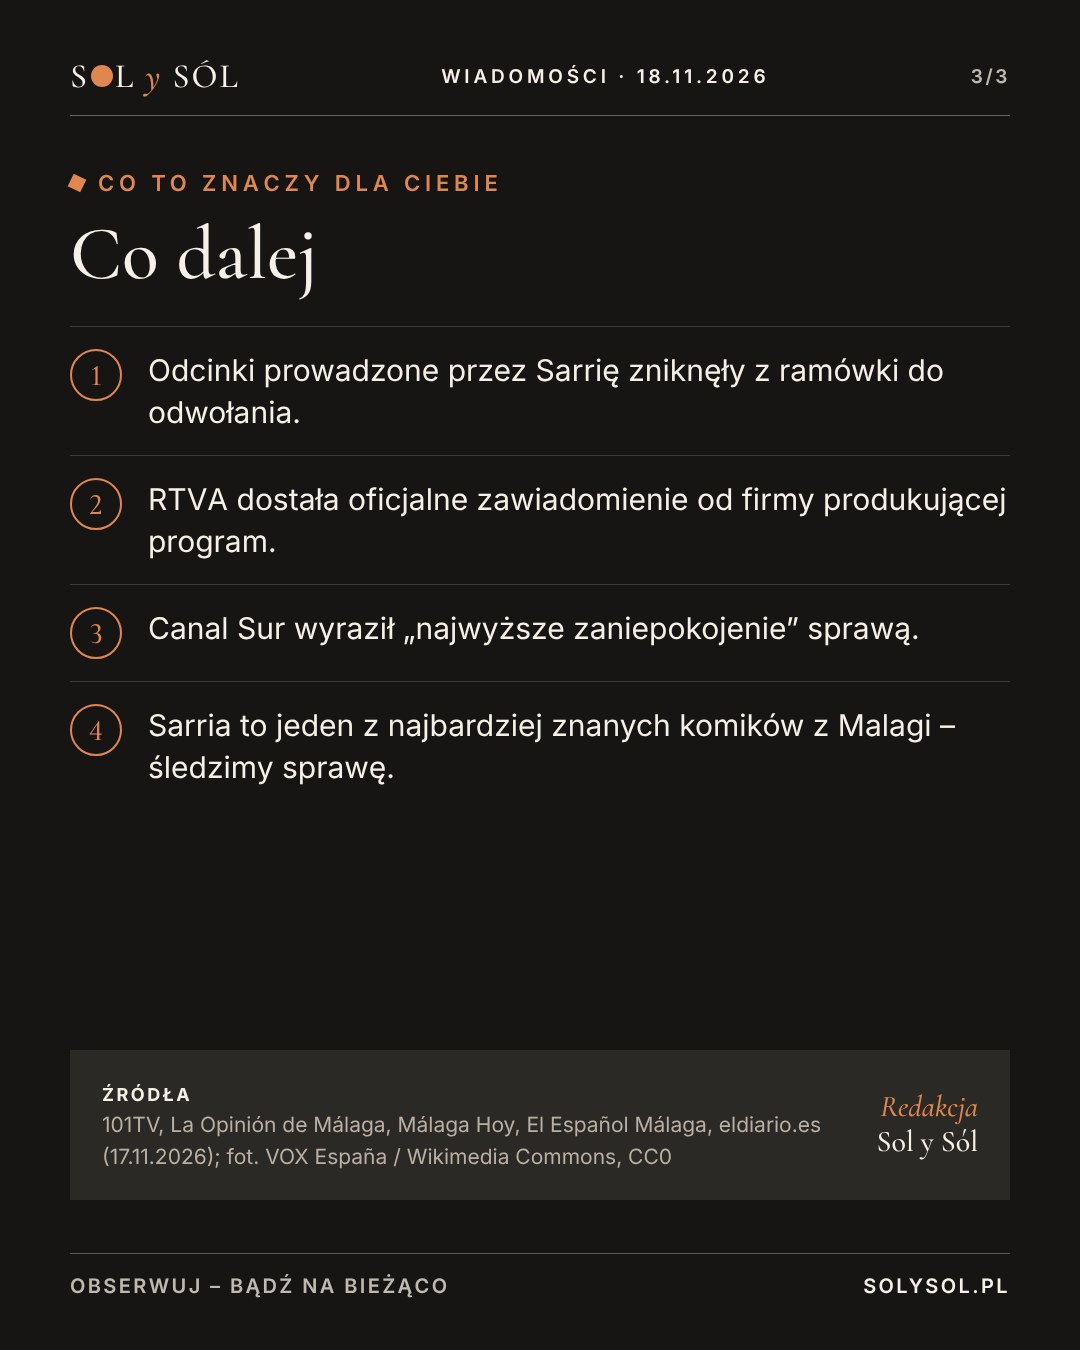 SOL y SÓL
WIADOMOŚCI · 18.11.2026
3/3
CO TO ZNACZY DLA CIEBIE
Co dalej
1 Odcinki prowadzone przez Sarrię zniknęły z ramówki do
odwołania.
2 RTVA dostała oficjalne zawiadomienie od firmy produkującej
program.
3 Canal Sur wyraził „najwyższe zaniepokojenie” sprawą.
4 Sarria to jeden z najbardziej znanych komików z Malagi –
śledzimy sprawę.
ŹRÓDŁA
101TV, La Opinión de Málaga, Málaga Hoy, El Español Málaga, eldiario.es
(17.11.2026); fot. VOX España / Wikimedia Commons, CC0
Redakcja
Sol y Sól
OBSERWUJ – BĄDŹ NA BIEŻĄCO
SOLYSOL.PL